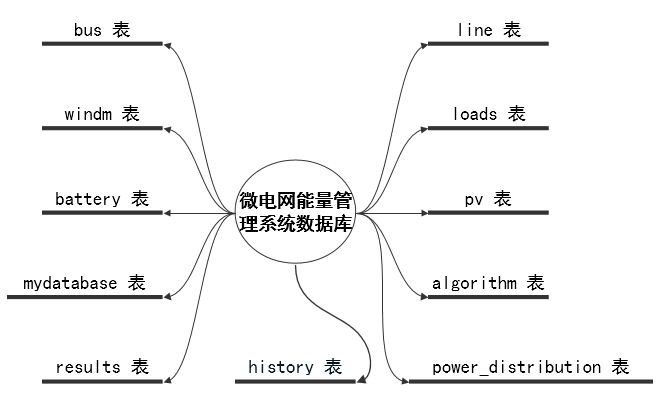 bus 表
line 表
windm 表
loads 表
微电网能量管
理系统数据库
battery 表
pv 表
mydatabase 表
algorithm 表
results 表
history 表
power_distribution 表